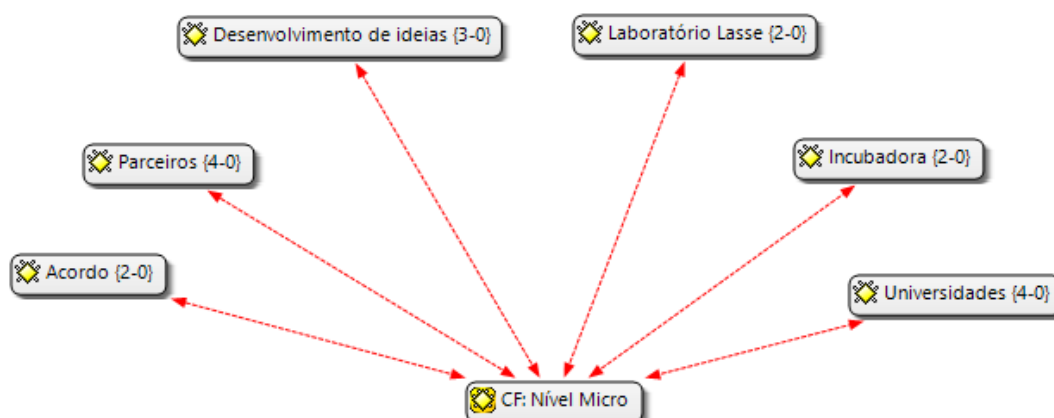 Desenvolvimento de ideias {3-0}
Laboratório Lasse {2-0}
Parceiros {4-0}
Incubadora {2-0}
Acordo {2-0}
Universidades {4-0}
CF: Nível Micro